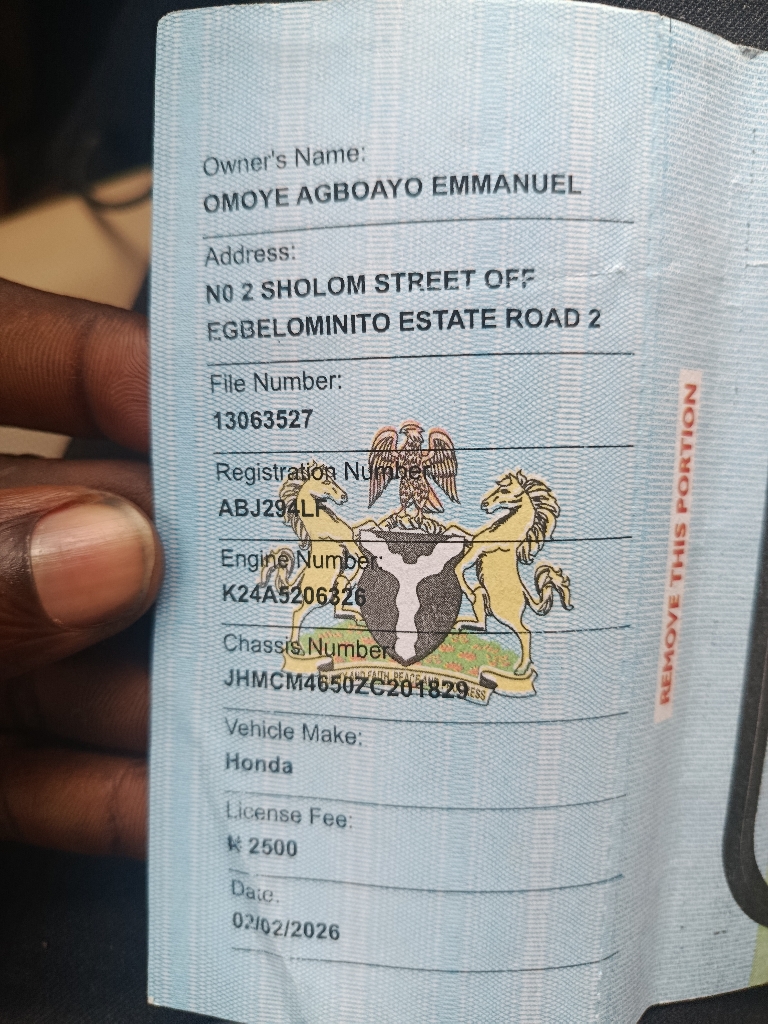 Owner's Name:
OMOYE AGBOAYO EMMANUEL
Address:
N0 2 SHOLOM STREET OFF
EGBELOMINITO ESTATE ROAD 2
File Number:
13063527
Registration Number
ABJ294LF
Engine Number:
K24A5206326
Chassis Number
JHMCM4650ZC201829
Vehicle Make:
Honda
License Fee:
₦ 2500
Date:
02/02/2026
REMOVE THIS PORTION